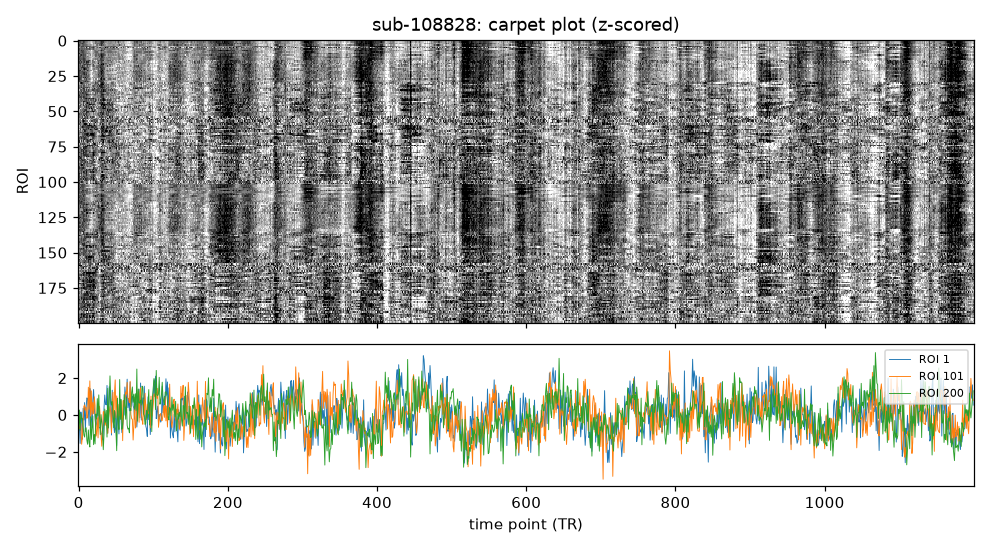 sub-108828: carpet plot (z-scored)
0
25
50
75
100
125
150
175
ROI
ROI 1
ROI 101
ROI 200
2
0
−2
0 200 400 600 800 1000
time point (TR)